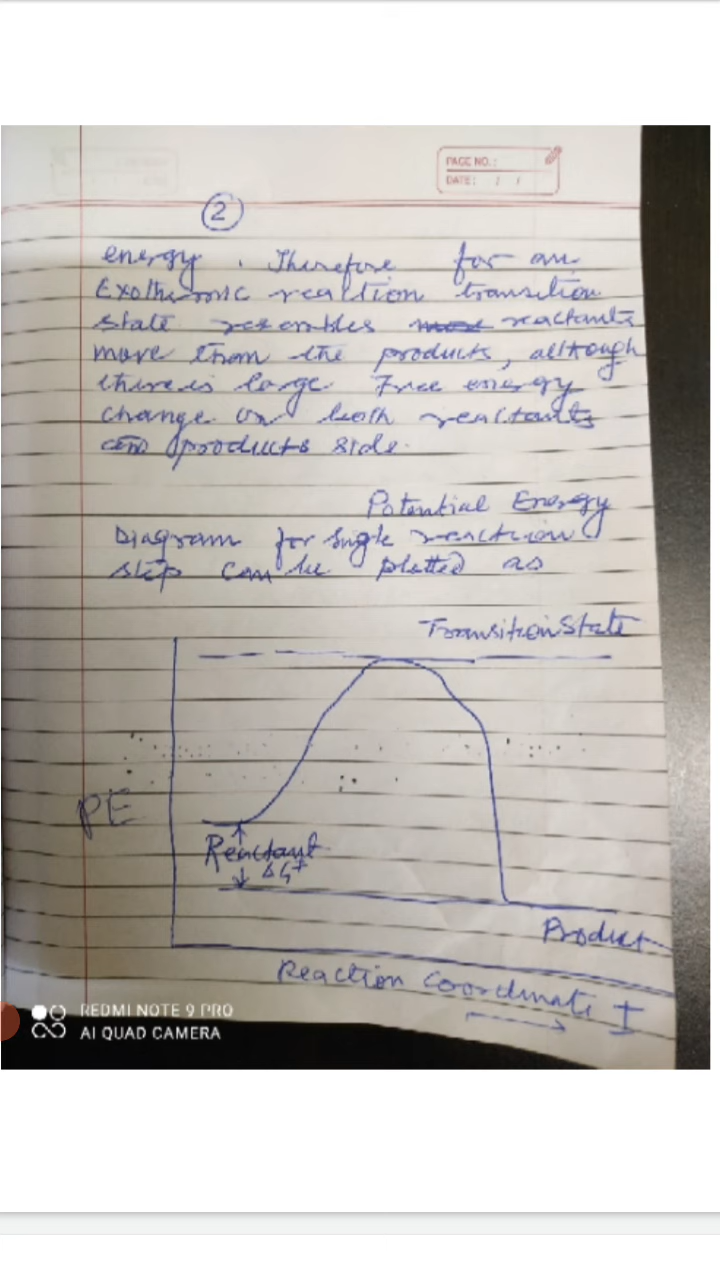 PAGE NO.:
DATE: / /
2
energy. Therefore for an
Exothermic reaction transition
state resembles reactants
more than the products, although
there is large Free energy
change on both reactants
products side.
Potential Energy
Diagram for single reaction
step can be plotted as
Transition State
PE
Reactant
ΔG‡
Product
Reaction Coordinate I
REDMI NOTE 9 PRO
AI QUAD CAMERA